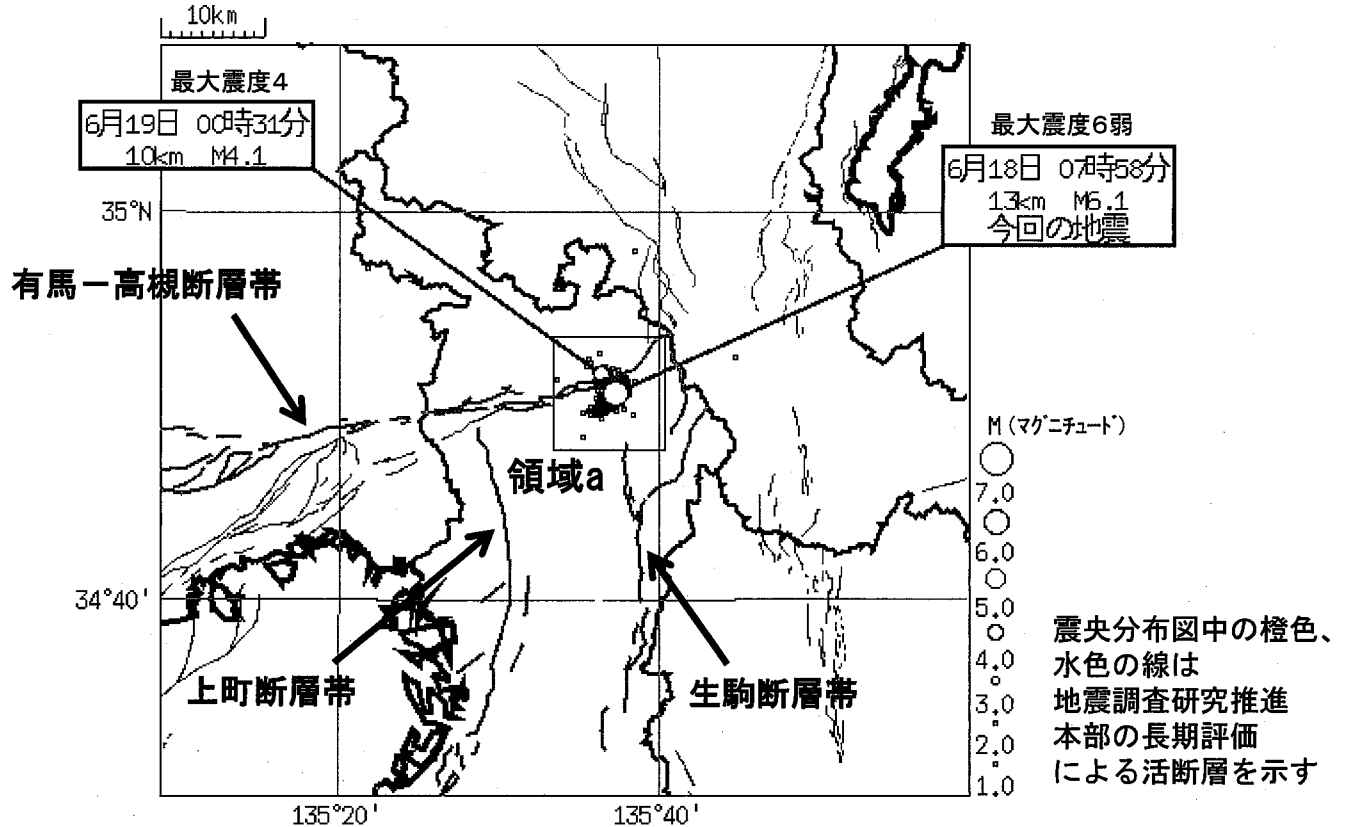 10km
最大震度4
6月19日 00時31分
10km M4.1
最大震度6弱
6月18日 07時58分
13km M6.1
今回の地震
35°N
有馬－高槻断層帯
領域a
M(ﾏｸﾞﾆﾁｭｰﾄﾞ)
7.0
6.0
5.0
4.0
3.0
2.0
1.0
34°40'
上町断層帯
生駒断層帯
震央分布図中の橙色、
水色の線は
地震調査研究推進
本部の長期評価
による活断層を示す
135°20'
135°40'